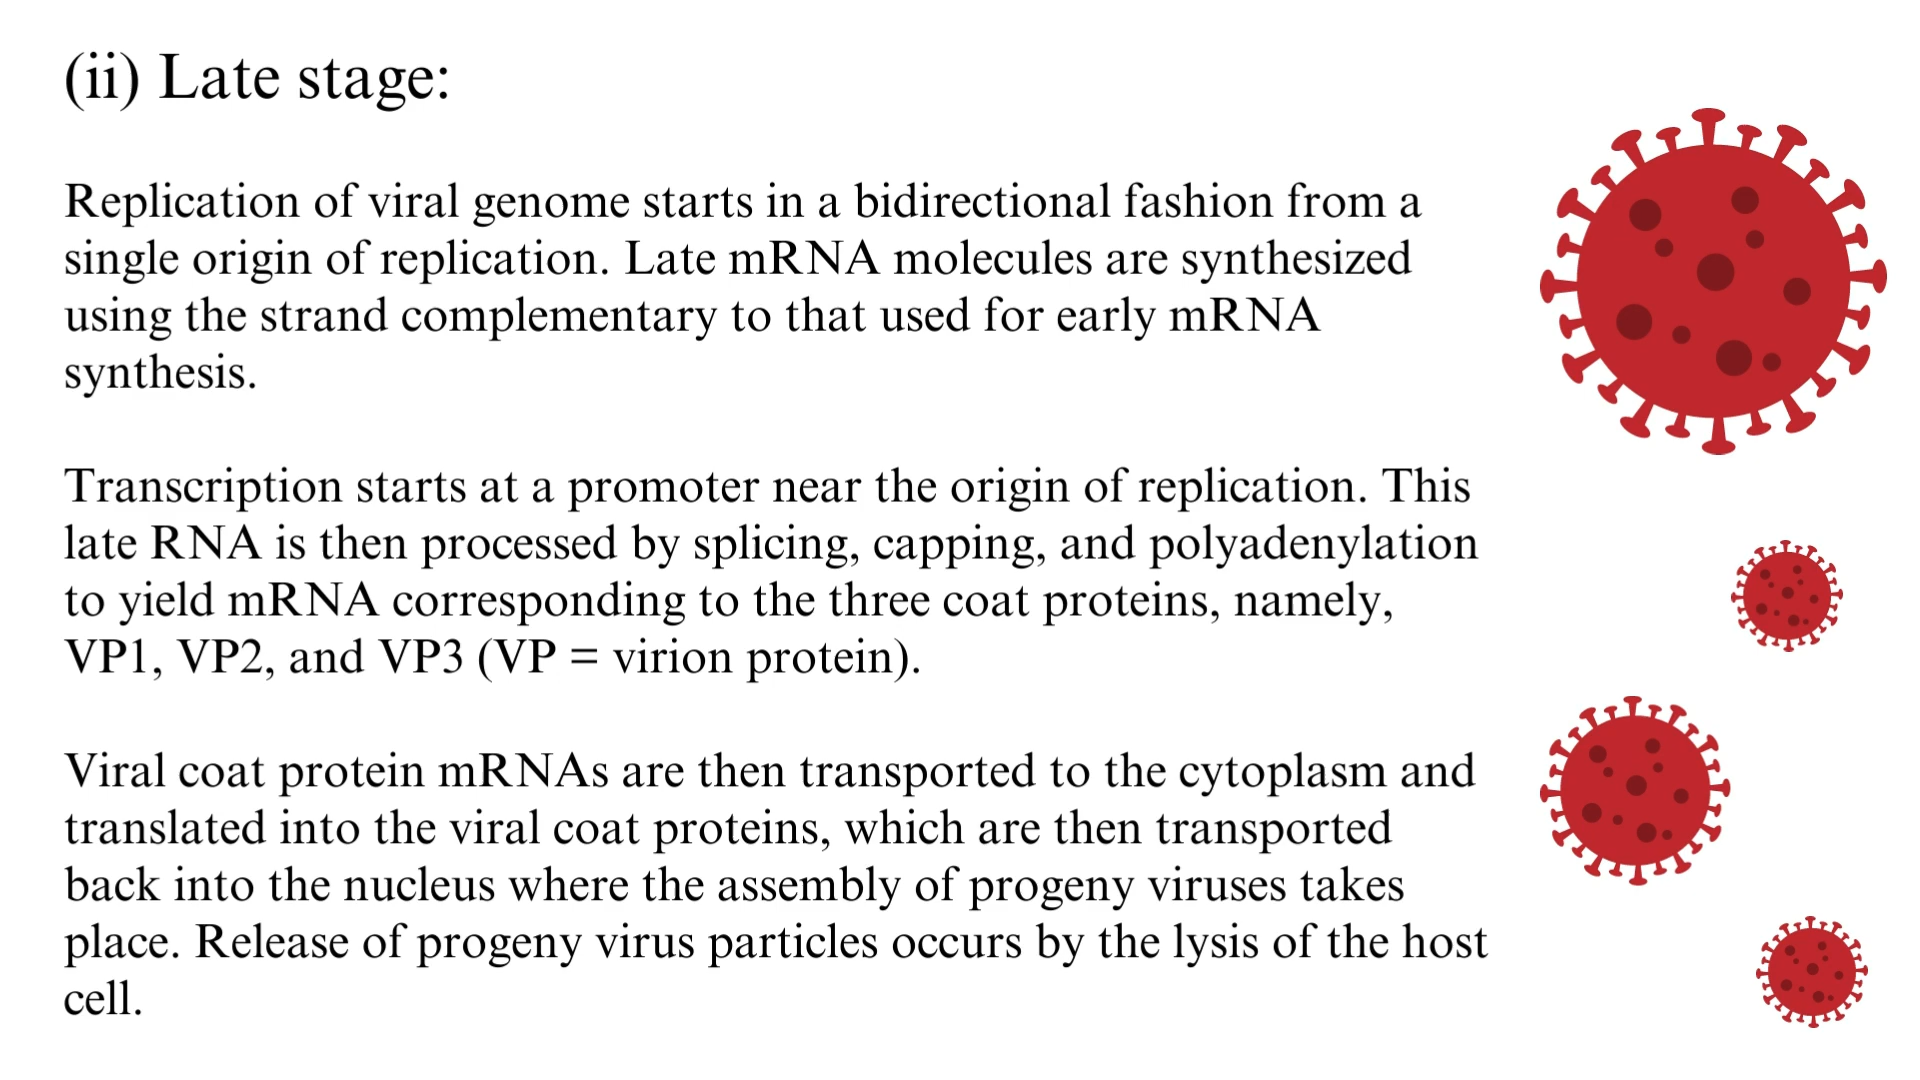 (ii) Late stage:
Replication of viral genome starts in a bidirectional fashion from a
single origin of replication. Late mRNA molecules are synthesized
using the strand complementary to that used for early mRNA
synthesis.
Transcription starts at a promoter near the origin of replication. This
late RNA is then processed by splicing, capping, and polyadenylation
to yield mRNA corresponding to the three coat proteins, namely,
VP1, VP2, and VP3 (VP = virion protein).
Viral coat protein mRNAs are then transported to the cytoplasm and
translated into the viral coat proteins, which are then transported
back into the nucleus where the assembly of progeny viruses takes
place. Release of progeny virus particles occurs by the lysis of the host
cell.